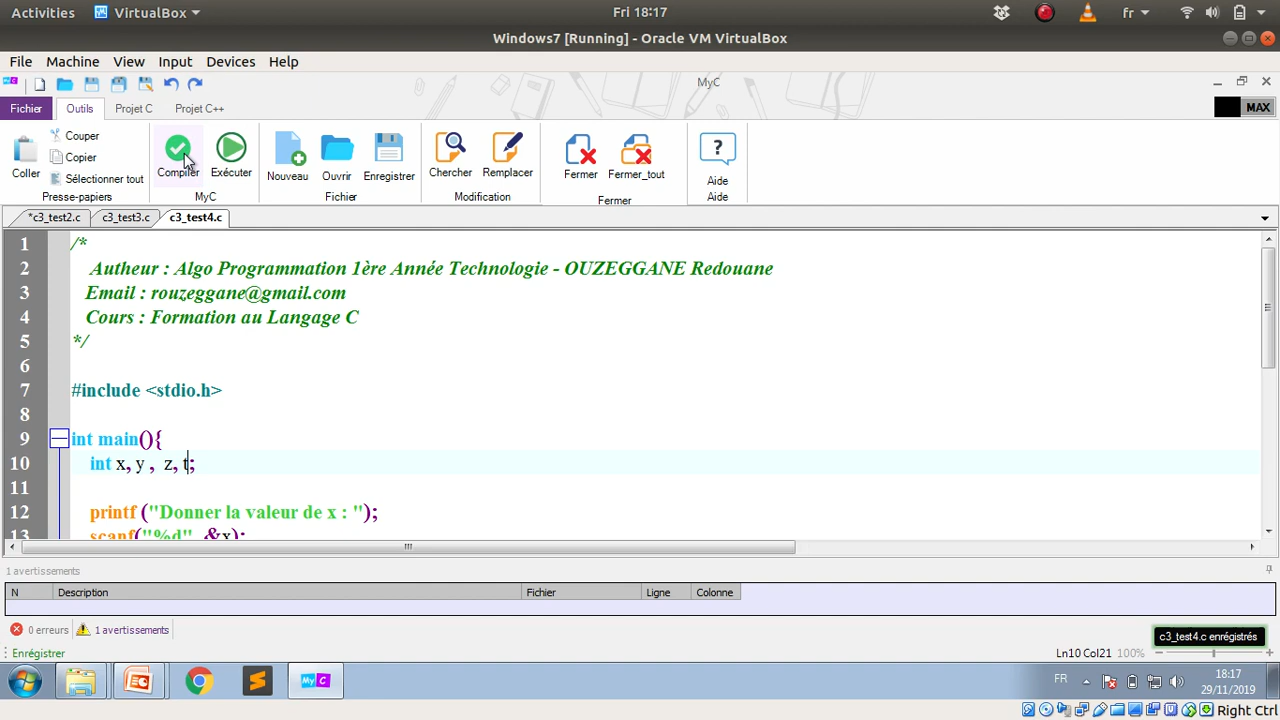 Activities VirtualBox Fri 18:17 fr
Windows7 [Running] - Oracle VM VirtualBox
File Machine View Input Devices Help
MyC
Fichier Outils Projet C Projet C++ MAX
Coller Couper Copier Sélectionner tout Compiler Exécuter Nouveau Ouvrir Enregistrer Chercher Remplacer Fermer Fermer_tout Aide
Presse-papiers MyC Fichier Modification Fermer Aide
*c3_test2.c c3_test3.c c3_test4.c
1 /*
2 Autheur : Algo Programmation 1ère Année Technologie - OUZEGGANE Redouane
3 Email : rouzeggane@gmail.com
4 Cours : Formation au Langage C
5 */
6
7 #include <stdio.h>
8
9 int main(){
10 int x, y , z, t;
11
12 printf ("Donner la valeur de x : ");
13 scanf("%d", &x);
1 avertissements
N Description Fichier Ligne Colonne
0 erreurs 1 avertissements
c3_test4.c enrégistrés
Enregistrer Ln10 Col21 100%
MyC FR 18:17
29/11/2019
Right Ctrl